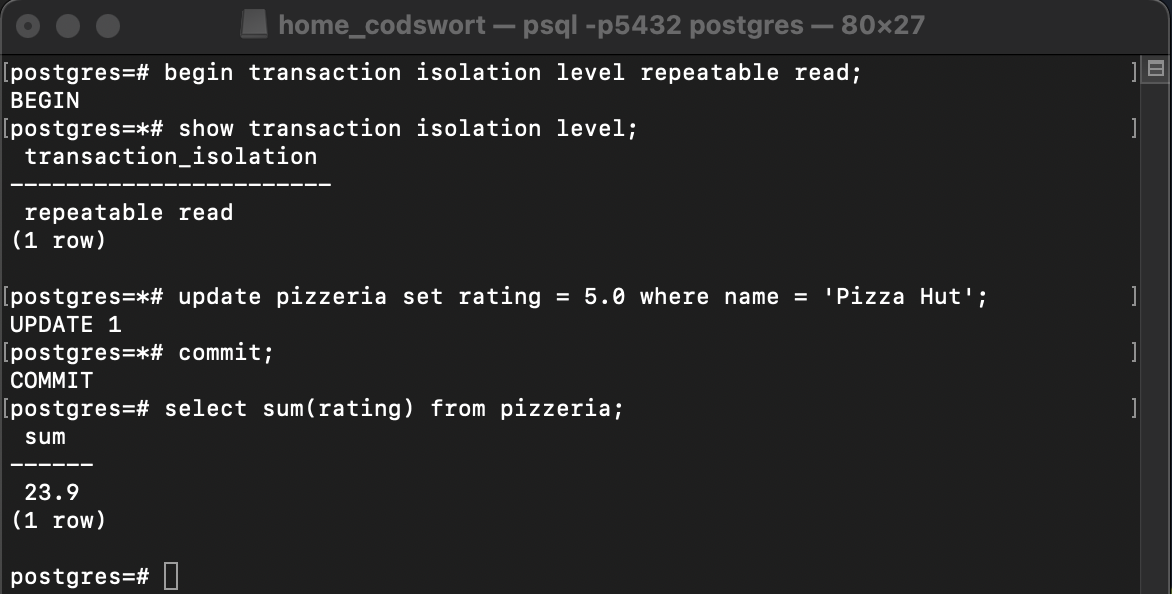 home_codswort — psql -p5432 postgres — 80×27
[postgres=# begin transaction isolation level repeatable read; ]
BEGIN
[postgres=*# show transaction isolation level; ]
 transaction_isolation
-----------------------
 repeatable read
(1 row)
[postgres=*# update pizzeria set rating = 5.0 where name = 'Pizza Hut'; ]
UPDATE 1
[postgres=*# commit; ]
COMMIT
[postgres=# select sum(rating) from pizzeria; ]
 sum
------
 23.9
(1 row)
postgres=#